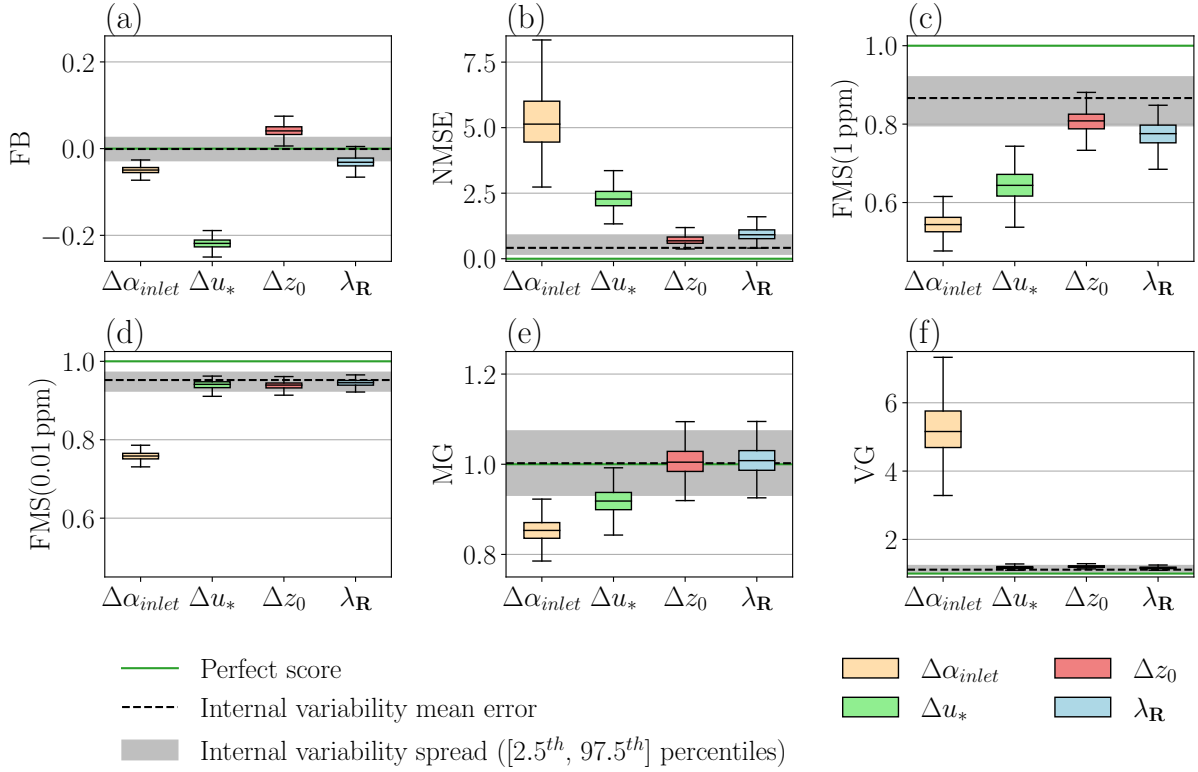 (a)
(b)
(c)
FB
0.2
0.0
−0.2
Δα_inlet Δu_* Δz_0 λ_R
NMSE
7.5
5.0
2.5
0.0
Δα_inlet Δu_* Δz_0 λ_R
FMS(1 ppm)
1.0
0.8
0.6
Δα_inlet Δu_* Δz_0 λ_R
(d)
(e)
(f)
FMS(0.01 ppm)
1.0
0.8
0.6
Δα_inlet Δu_* Δz_0 λ_R
MG
1.2
1.0
0.8
Δα_inlet Δu_* Δz_0 λ_R
VG
6
4
2
Δα_inlet Δu_* Δz_0 λ_R
Perfect score
Internal variability mean error
Internal variability spread ([2.5^th, 97.5^th] percentiles)
Δα_inlet
Δu_*
Δz_0
λ_R